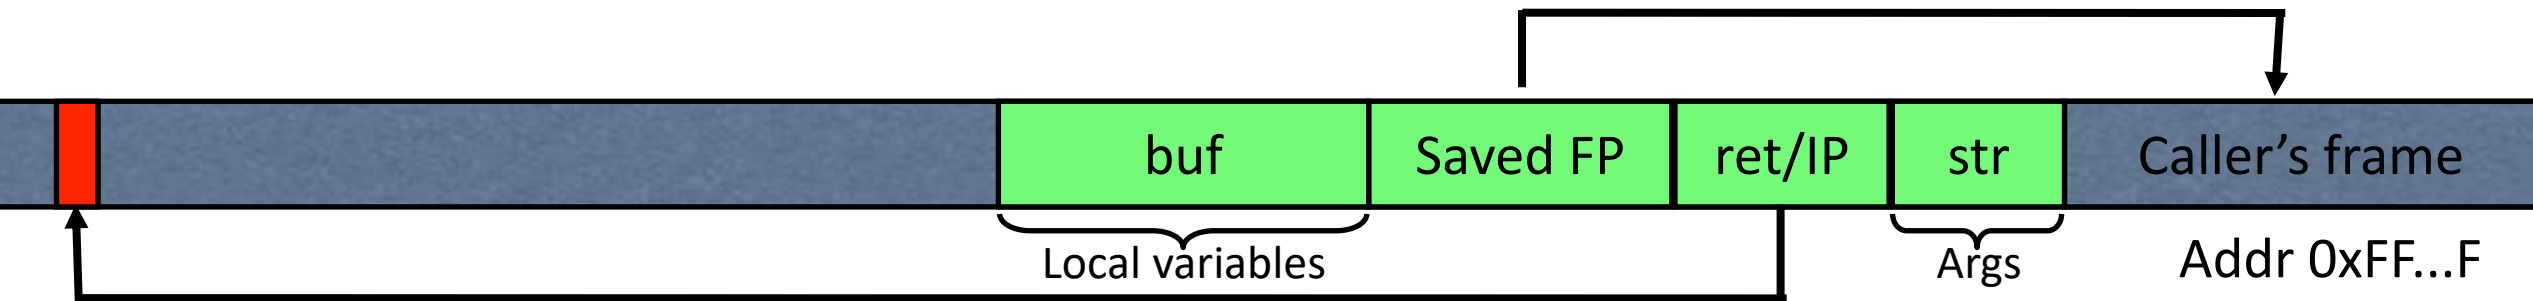 buf
Saved FP
ret/IP
str
Caller’s frame
Local variables
Args
Addr 0xFF...F